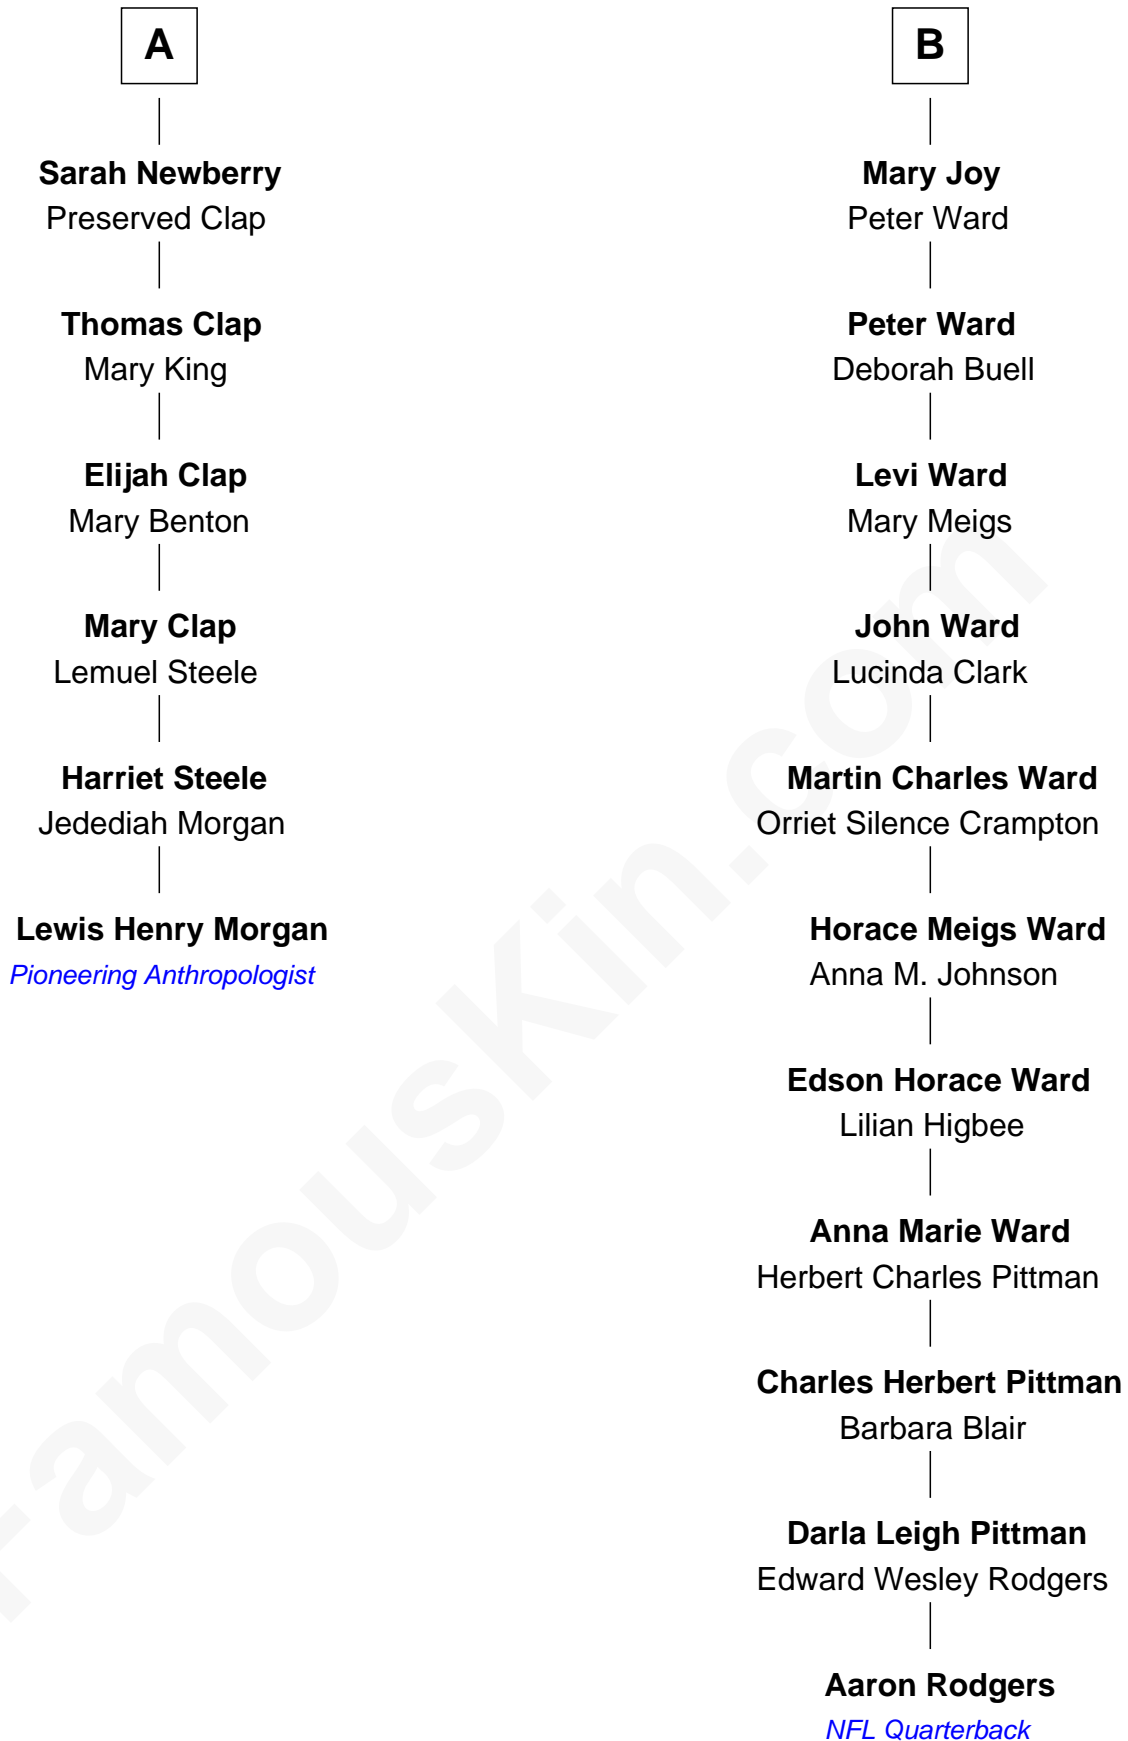 A
Sarah Newberry
Preserved Clap
Thomas Clap
Mary King
Elijah Clap
Mary Benton
Mary Clap
Lemuel Steele
Harriet Steele
Jedediah Morgan
Lewis Henry Morgan
Pioneering Anthropologist
B
Mary Joy
Peter Ward
Peter Ward
Deborah Buell
Levi Ward
Mary Meigs
John Ward
Lucinda Clark
Martin Charles Ward
Orriet Silence Crampton
Horace Meigs Ward
Anna M. Johnson
Edson Horace Ward
Lilian Higbee
Anna Marie Ward
Herbert Charles Pittman
Charles Herbert Pittman
Barbara Blair
Darla Leigh Pittman
Edward Wesley Rodgers
Aaron Rodgers
NFL Quarterback
FamousKin.com